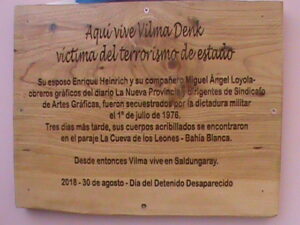 Aquí vive Vilma Denk
víctima del terrorismo de estado
Su esposo Enrique Heinrich y su compañero Miguel Ángel Loyola-
obreros gráficos del diario La Nueva Provincia y dirigentes de Sindicato
de Artes Gráficas, fueron secuestrados por la dictadura militar
el 1º de julio de 1976.
Tres días más tarde, sus cuerpos acribillados se encontraron
en el paraje La Cueva de los Leones - Bahía Blanca.
Desde entonces Vilma vive en Saldungaray.
2018 - 30 de agosto - Día del Detenido Desaparecido